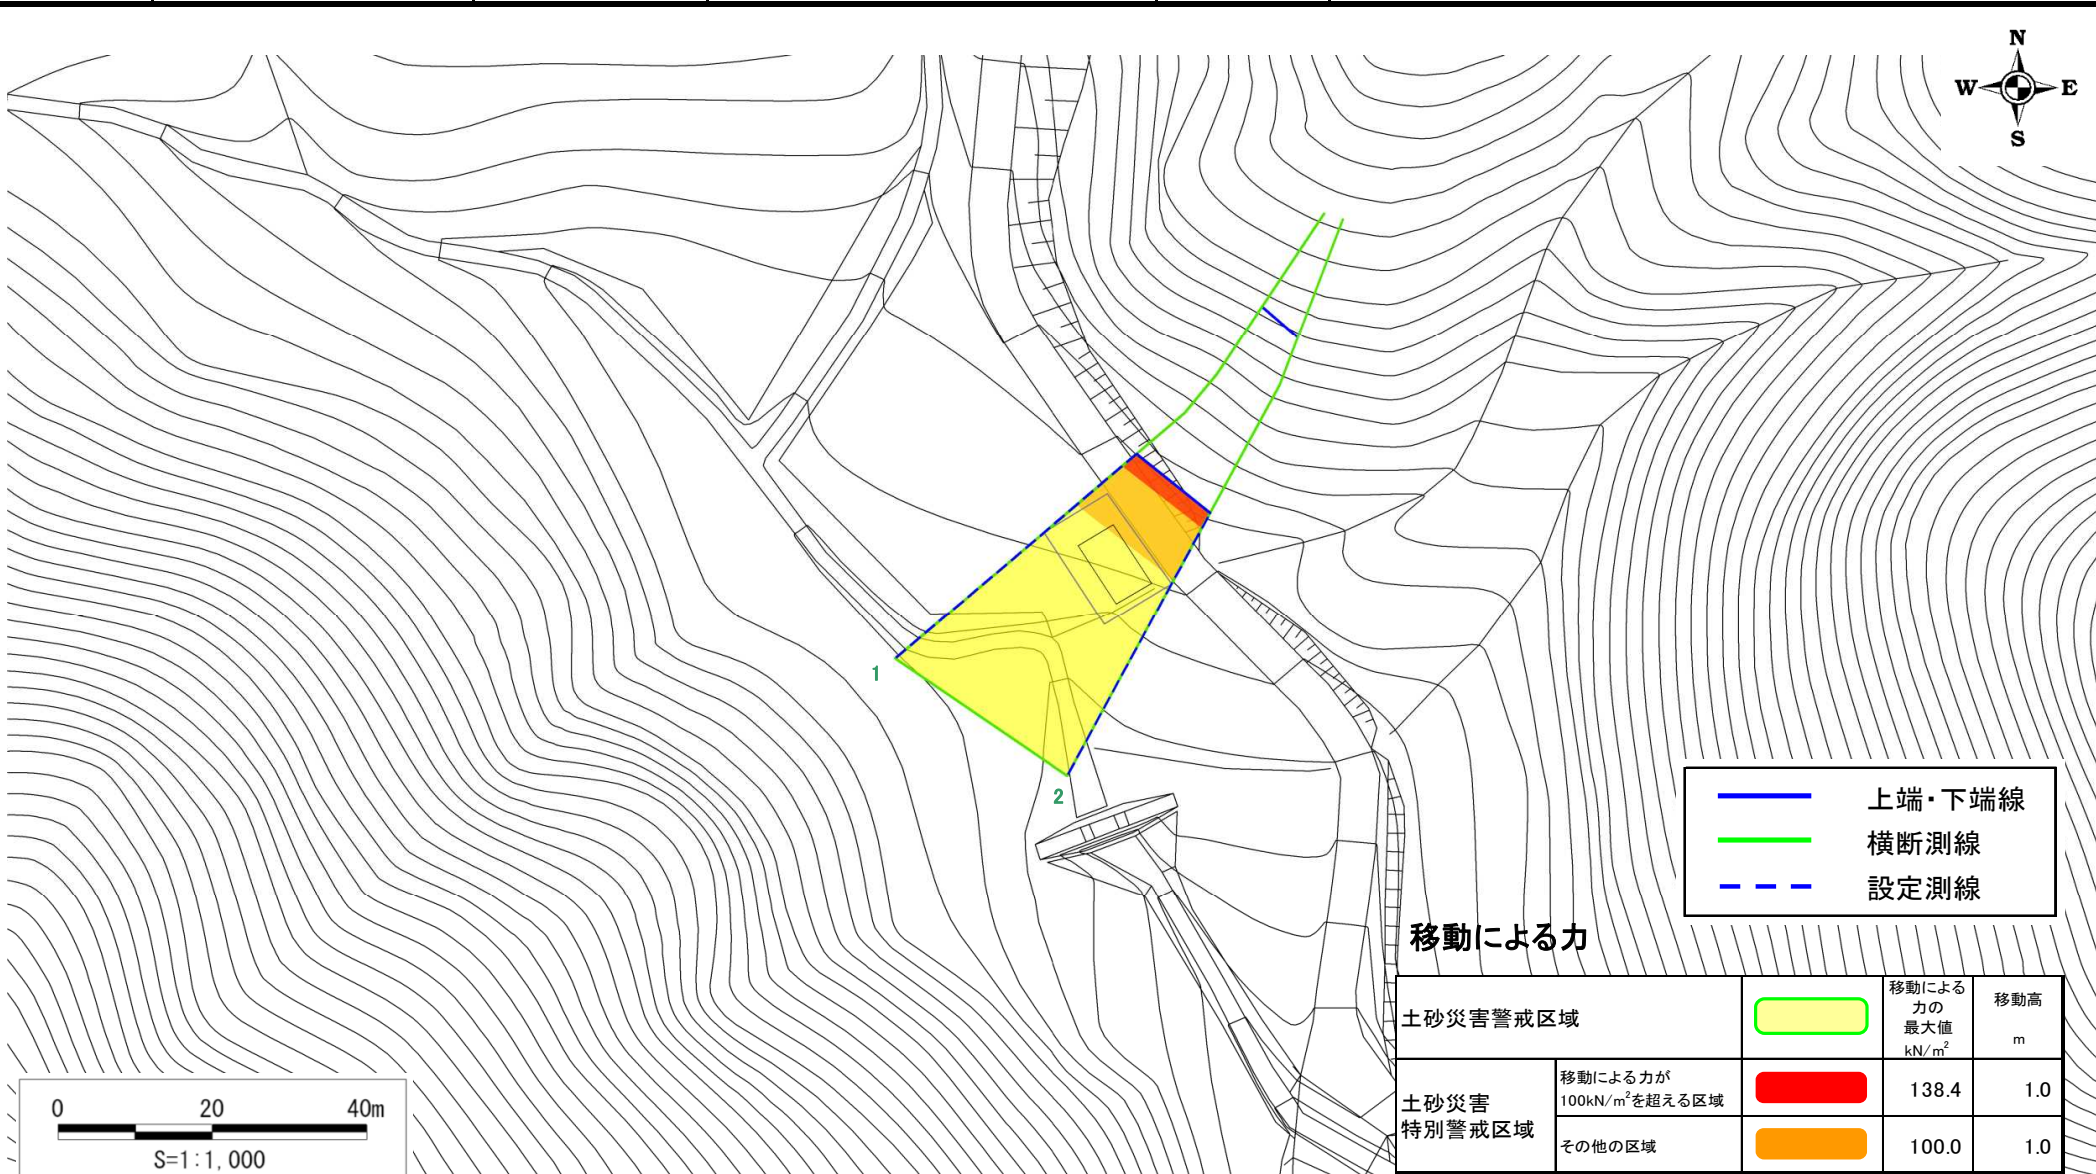 N
W E
S
1
2
上端・下端線
横断測線
設定測線
移動による力
土砂災害警戒区域
移動による
力の
最大値
kN/m²
移動高
m
土砂災害
特別警戒区域
移動による力が
100kN/m²を超える区域
138.4
1.0
その他の区域
100.0
1.0
0 20 40m
S=1:1,000